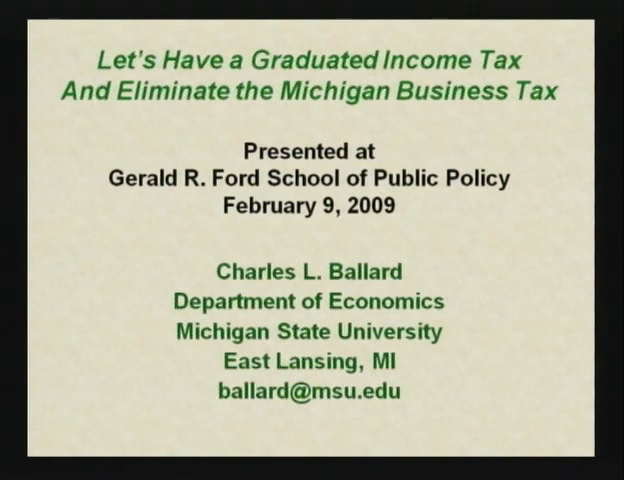 Let's Have a Graduated Income Tax
And Eliminate the Michigan Business Tax
Presented at
Gerald R. Ford School of Public Policy
February 9, 2009
Charles L. Ballard
Department of Economics
Michigan State University
East Lansing, MI
ballard@msu.edu